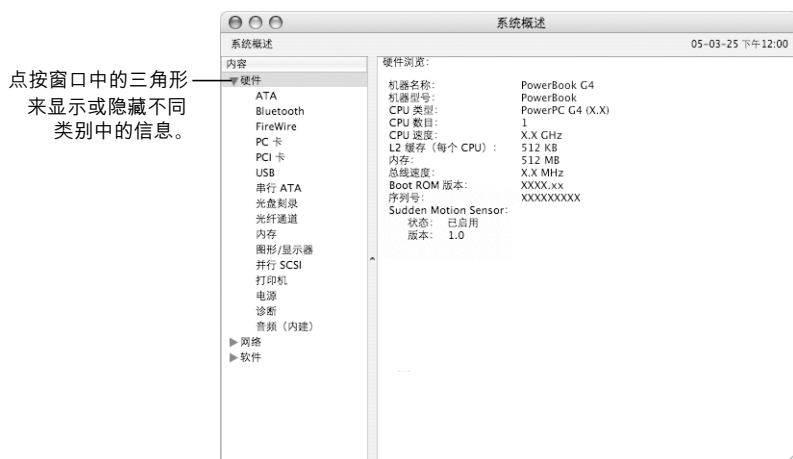 系统概述
系统概述
05-03-25 下午12:00
点按窗口中的三角形
来显示或隐藏不同
类别中的信息。
内容
硬件
ATA
Bluetooth
FireWire
PC 卡
PCI 卡
USB
串行 ATA
光盘刻录
光纤通道
内存
图形/显示器
并行 SCSI
打印机
电源
诊断
音频（内建）
网络
软件
硬件浏览：
机器名称： PowerBook G4
机器型号： PowerBook
CPU 类型： PowerPC G4 (X.X)
CPU 数目： 1
CPU 速度： X.X GHz
L2 缓存（每个 CPU）： 512 KB
内存： 512 MB
总线速度： X.X MHz
Boot ROM 版本： XXXX.xx
序列号： XXXXXXXXX
Sudden Motion Sensor:
状态： 已启用
版本： 1.0